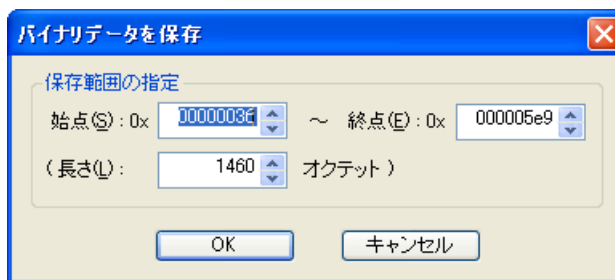 バイナリデータを保存
保存範囲の指定
始点(S) : 0x 00000036 ～ 終点(E) : 0x 000005e9
( 長さ(L) : 1460 オクテット )
OK キャンセル